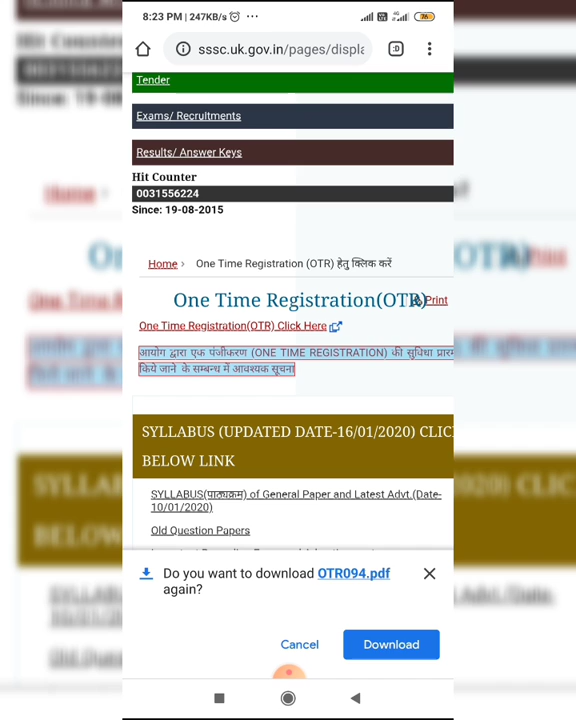 8:23 PM | 247KB/s
76
sssc.uk.gov.in/pages/displa
Tender
Exams/ Recruitments
Results/ Answer Keys
Hit Counter
0031556224
Since: 19-08-2015
Home > One Time Registration (OTR) हेतु क्लिक करें
One Time Registration(OTR)
Print
One Time Registration(OTR) Click Here
आयोग द्वारा एक पंजीकरण (ONE TIME REGISTRATION) की सुविधा प्रारम
किये जाने के सम्बन्ध में आवश्यक सूचना
SYLLABUS (UPDATED DATE-16/01/2020) CLIC
BELOW LINK
SYLLABUS(पाठ्यक्रम) of General Paper and Latest Advt.(Date-
10/01/2020)
Old Question Papers
Do you want to download OTR094.pdf
again?
Cancel
Download